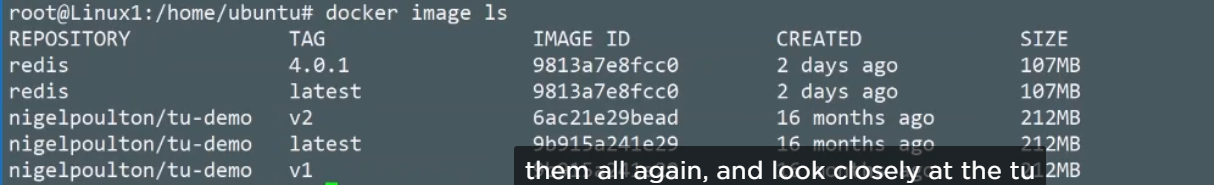 root@Linux1:/home/ubuntu# docker image ls
REPOSITORY TAG IMAGE ID CREATED SIZE
redis 4.0.1 9813a7e8fcc0 2 days ago 107MB
redis latest 9813a7e8fcc0 2 days ago 107MB
nigelpoulton/tu-demo v2 6ac21e29bead 16 months ago 212MB
nigelpoulton/tu-demo latest 9b915a241e29 16 months ago 212MB
nigelpoulton/tu-demo v1 2MB
them all again, and look closely at the tu